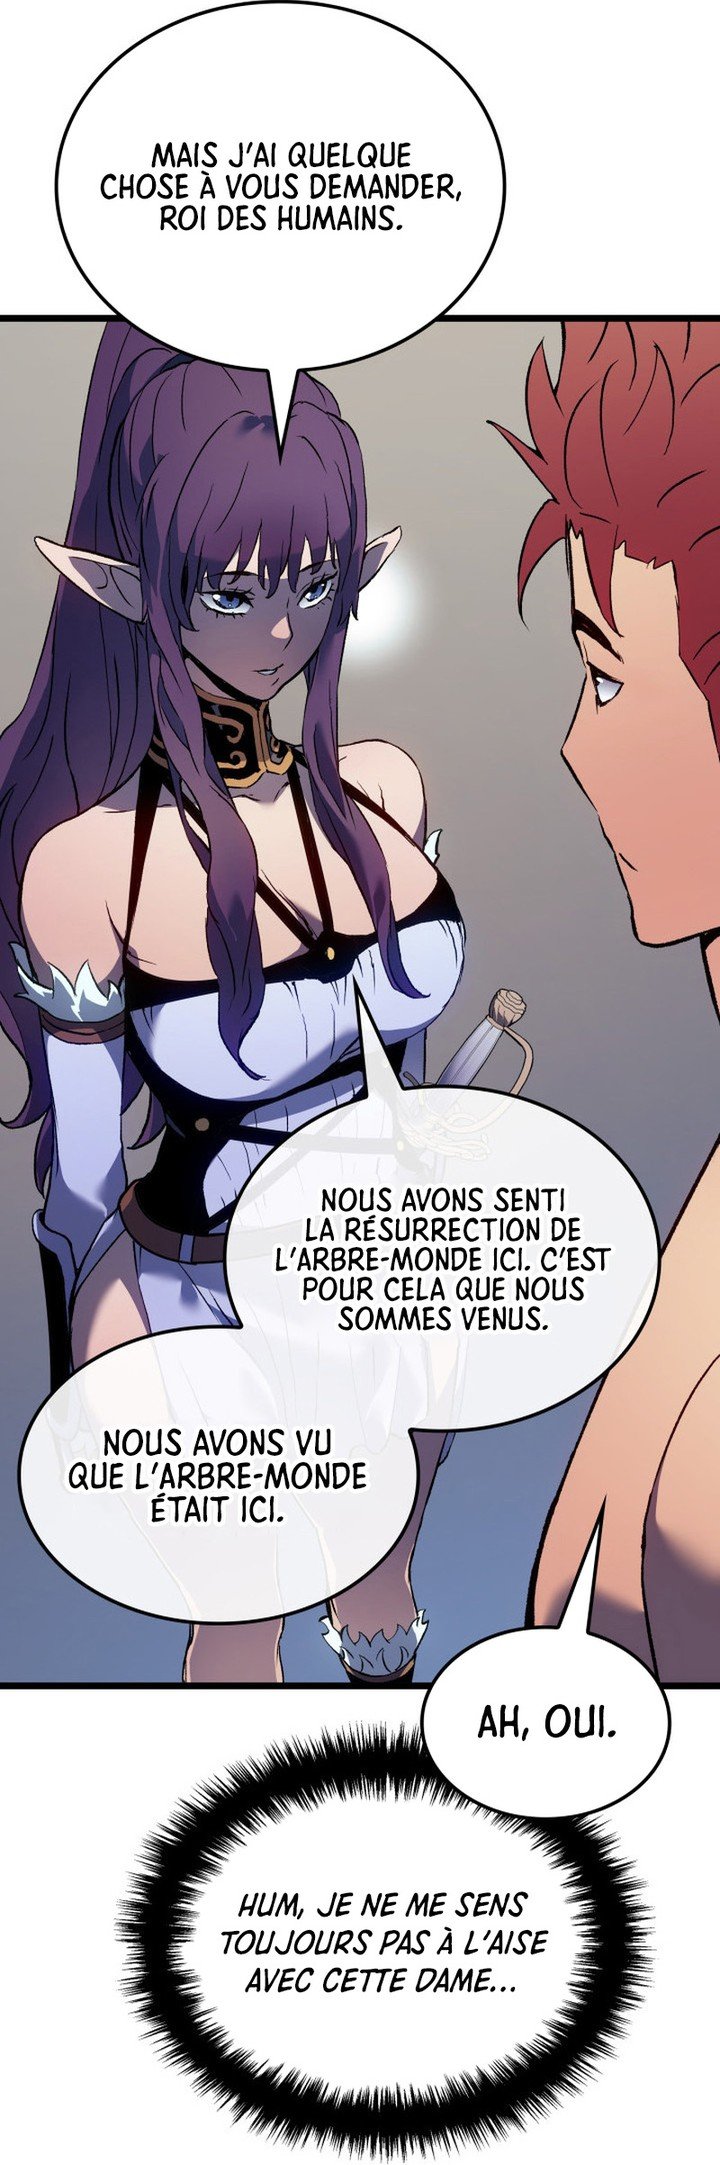 MAIS J'AI QUELQUE
CHOSE À VOUS DEMANDER,
ROI DES HUMAINS.
NOUS AVONS SENTI
LA RÉSURRECTION DE
L'ARBRE-MONDE ICI. C'EST
POUR CELA QUE NOUS
SOMMES VENUS.
NOUS AVONS VU
QUE L'ARBRE-MONDE
ÉTAIT ICI.
AH, OUI.
HUM, JE NE ME SENS
TOUJOURS PAS À L'AISE
AVEC CETTE DAME...